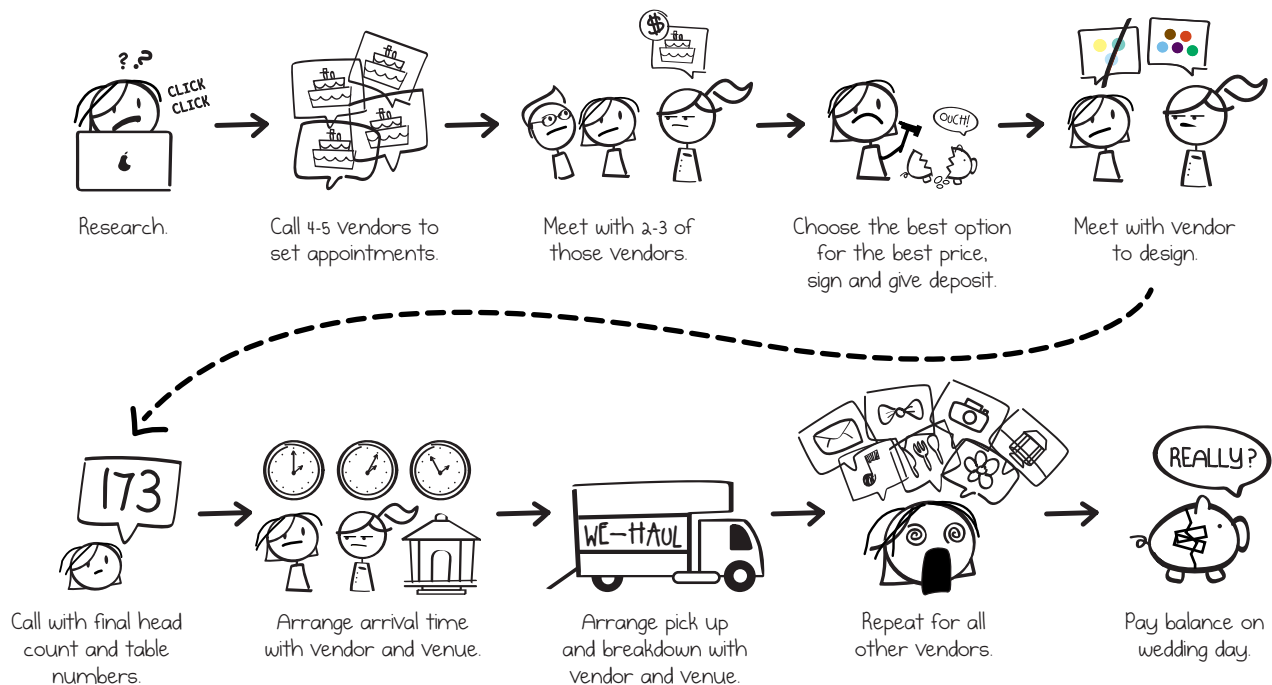 ??
CLICK
CLICK
$
OUCH!
Research.
Call 4-5 vendors to
set appointments.
Meet with 2-3 of
those vendors.
Choose the best option
for the best price,
sign and give deposit.
Meet with vendor
to design.
173
WE-HAUL
REALLY?
Call with final head
count and table
numbers.
Arrange arrival time
with vendor and venue.
Arrange pick up
and breakdown with
vendor and venue.
Repeat for all
other vendors.
Pay balance on
wedding day.